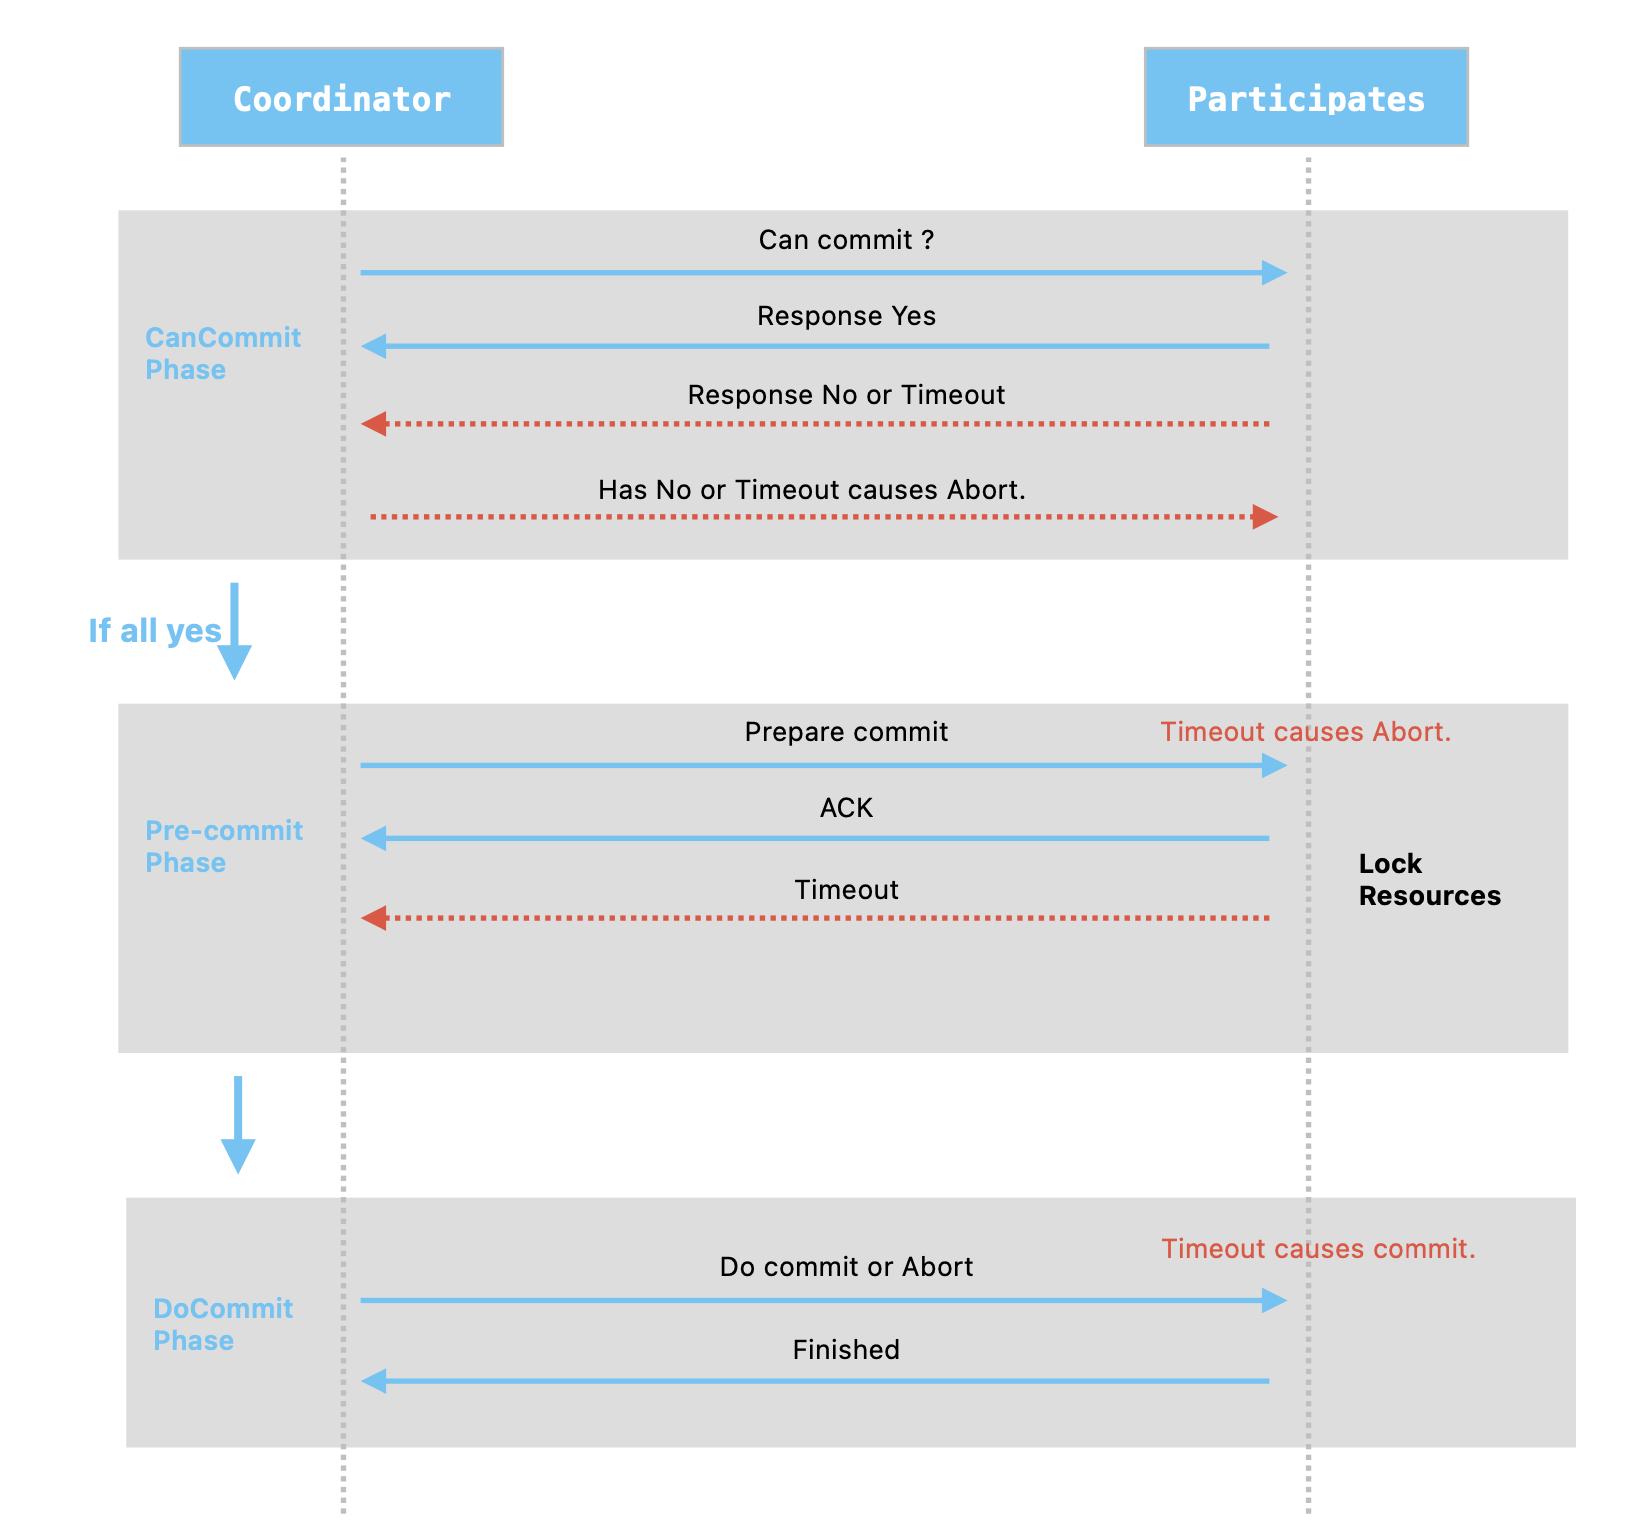 Coordinator
Participates
Can commit ?
Response Yes
CanCommit
Phase
Response No or Timeout
Has No or Timeout causes Abort.
If all yes
Prepare commit
Timeout causes Abort.
ACK
Pre-commit
Phase
Lock
Resources
Timeout
Timeout causes commit.
Do commit or Abort
DoCommit
Phase
Finished